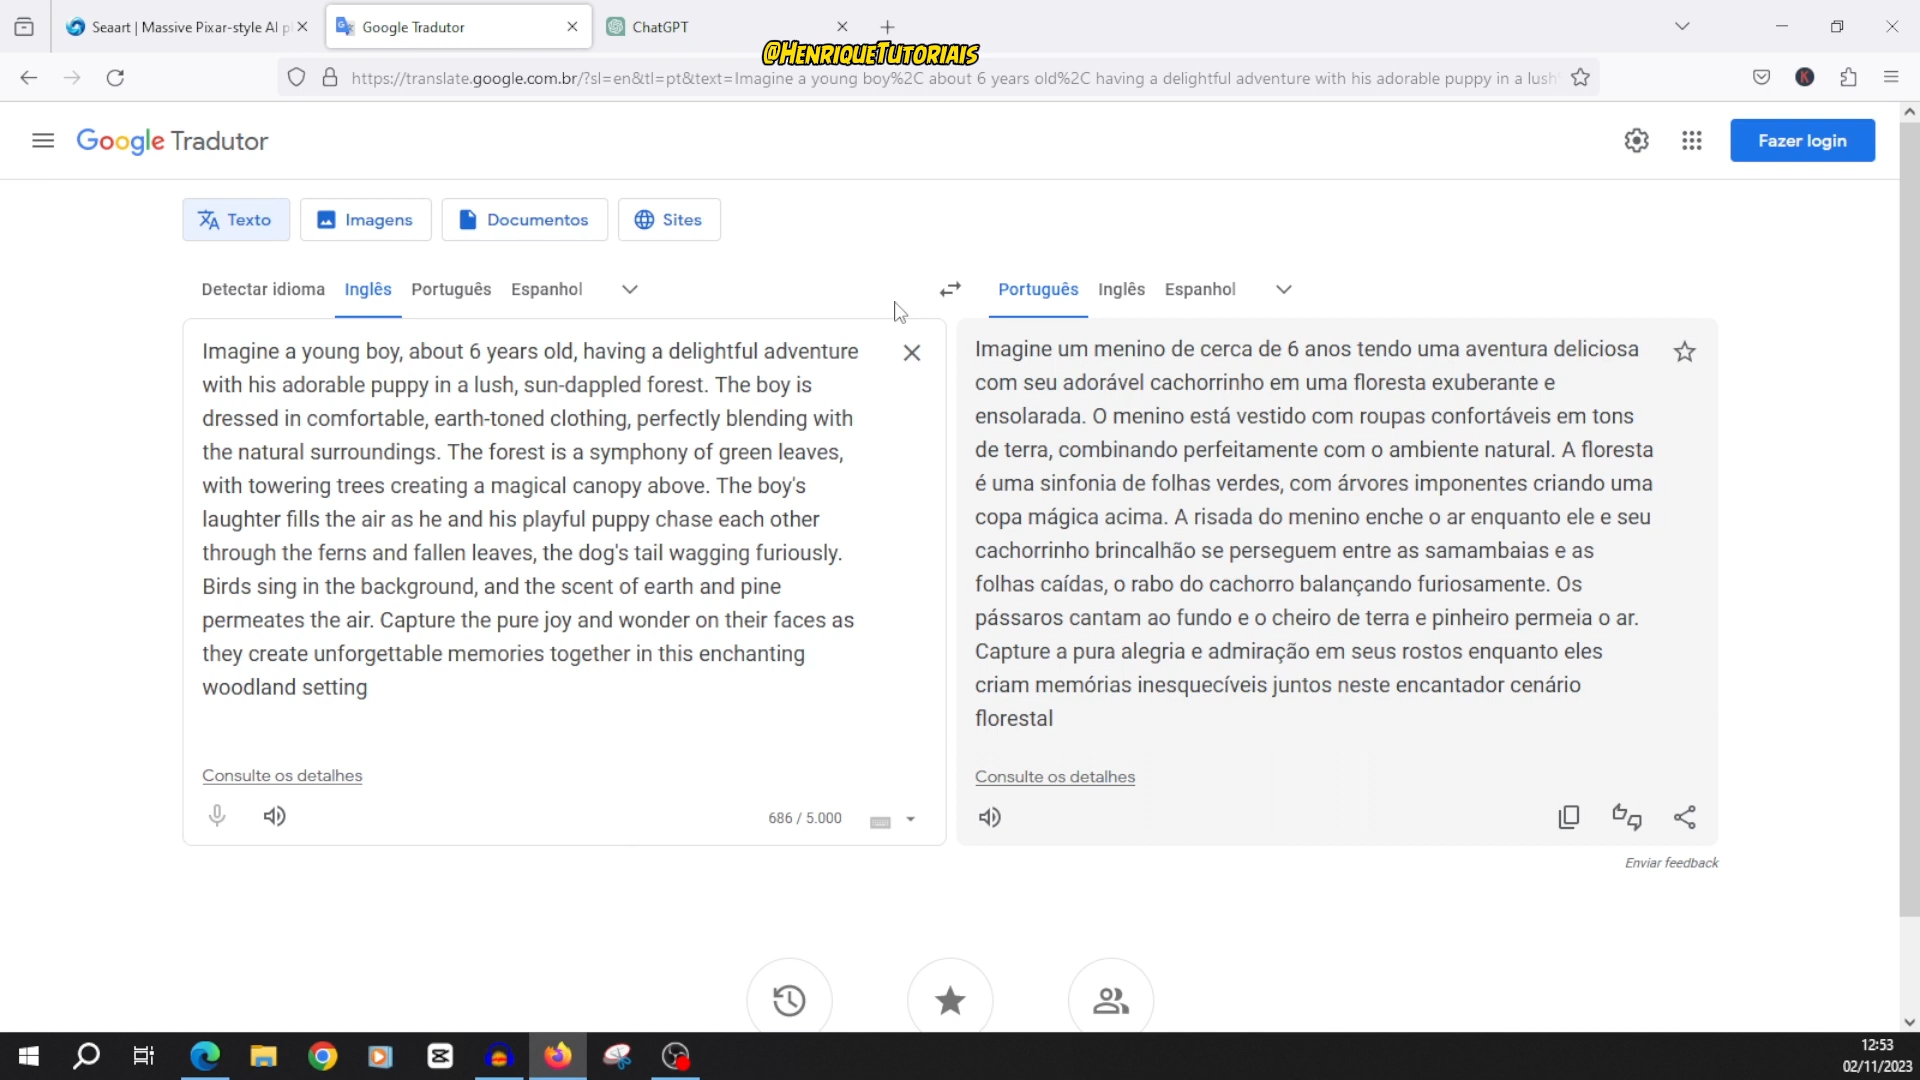 Seaart | Massive Pixar-style AI p
Google Tradutor
ChatGPT
@HenriqueTutoriais
https://translate.google.com.br/?sl=en&tl=pt&text=Imagine a young boy%2C about 6 years old%2C having a delightful adventure with his adorable puppy in a lush%
Google Tradutor
Fazer login
Texto
Imagens
Documentos
Sites
Detectar idioma
Inglês
Português
Espanhol
Português
Inglês
Espanhol
Imagine a young boy, about 6 years old, having a delightful adventure
with his adorable puppy in a lush, sun-dappled forest. The boy is
dressed in comfortable, earth-toned clothing, perfectly blending with
the natural surroundings. The forest is a symphony of green leaves,
with towering trees creating a magical canopy above. The boy's
laughter fills the air as he and his playful puppy chase each other
through the ferns and fallen leaves, the dog's tail wagging furiously.
Birds sing in the background, and the scent of earth and pine
permeates the air. Capture the pure joy and wonder on their faces as
they create unforgettable memories together in this enchanting
woodland setting
Consulte os detalhes
686 / 5.000
Imagine um menino de cerca de 6 anos tendo uma aventura deliciosa
com seu adorável cachorrinho em uma floresta exuberante e
ensolarada. O menino está vestido com roupas confortáveis em tons
de terra, combinando perfeitamente com o ambiente natural. A floresta
é uma sinfonia de folhas verdes, com árvores imponentes criando uma
copa mágica acima. A risada do menino enche o ar enquanto ele e seu
cachorrinho brincalhão se perseguem entre as samambaias e as
folhas caídas, o rabo do cachorro balançando furiosamente. Os
pássaros cantam ao fundo e o cheiro de terra e pinheiro permeia o ar.
Capture a pura alegria e admiração em seus rostos enquanto eles
criam memórias inesquecíveis juntos neste encantador cenário
florestal
Consulte os detalhes
Enviar feedback
12:53
02/11/2023